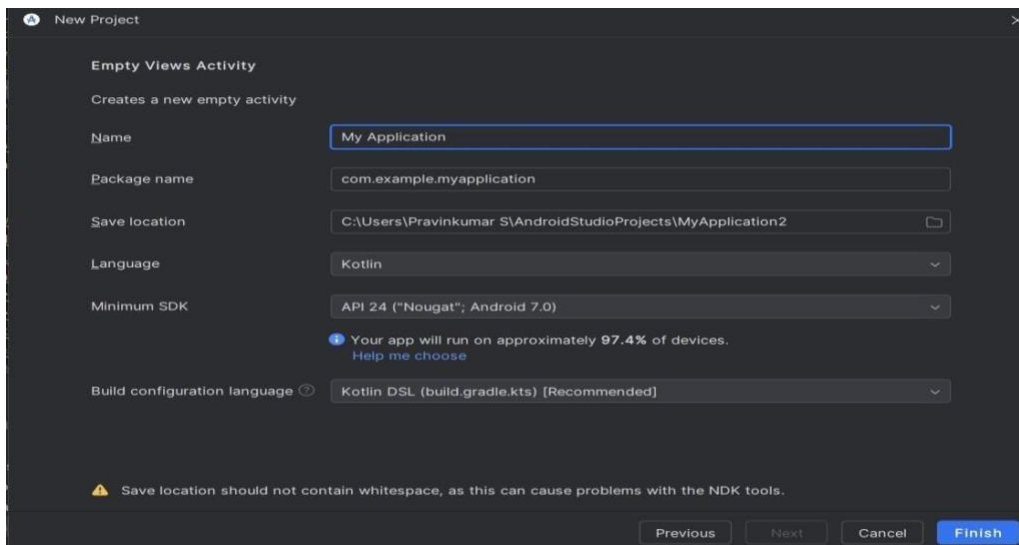 New Project
Empty Views Activity
Creates a new empty activity
Name My Application
Package name com.example.myapplication
Save location C:\Users\Pravinkumar S\AndroidStudioProjects\MyApplication2
Language Kotlin
Minimum SDK API 24 ("Nougat"; Android 7.0)
Your app will run on approximately 97.4% of devices.
Help me choose
Build configuration language Kotlin DSL (build.gradle.kts) [Recommended]
Save location should not contain whitespace, as this can cause problems with the NDK tools.
Previous Next Cancel Finish